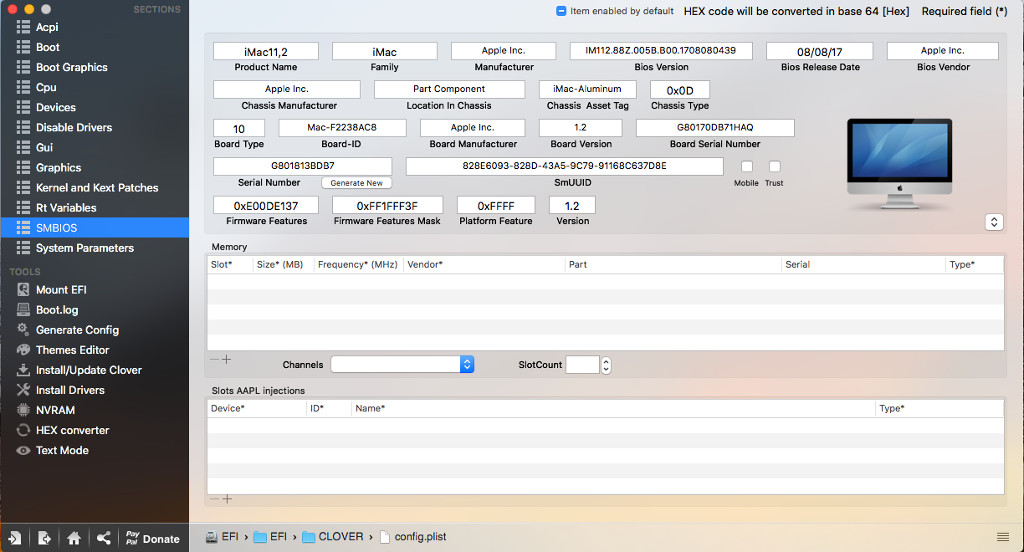 SECTIONS
Acpi
Boot
Boot Graphics
Cpu
Devices
Disable Drivers
Gui
Graphics
Kernel and Kext Patches
Rt Variables
SMBIOS
System Parameters
TOOLS
Mount EFI
Boot.log
Generate Config
Themes Editor
Install/Update Clover
Install Drivers
NVRAM
HEX converter
Text Mode
Pay Pal Donate
Item enabled by default HEX code will be converted in base 64 [Hex] Required field (*)
iMac11,2 iMac Apple Inc. IM112.88Z.005B.B00.1708080439 08/08/17 Apple Inc.
Product Name Family Manufacturer Bios Version Bios Release Date Bios Vendor
Apple Inc. Part Component iMac-Aluminum 0x0D
Chassis Manufacturer Location In Chassis Chassis Asset Tag Chassis Type
10 Mac-F2238AC8 Apple Inc. 1.2 G80170DB71HAQ
Board Type Board-ID Board Manufacturer Board Version Board Serial Number
G801813BDB7 828E6093-828D-43A5-9C79-91168C637D8E
Serial Number Generate New SmUUID Mobile Trust
0xE00DE137 0xFF1FFF3F 0xFFFF 1.2
Firmware Features Firmware Features Mask Platform Feature Version
Memory
Slot* Size* (MB) Frequency* (MHz) Vendor* Part Serial Type*
Channels SlotCount
Slots AAPL injections
Device* ID* Name* Type*
EFI › EFI › CLOVER › config.plist